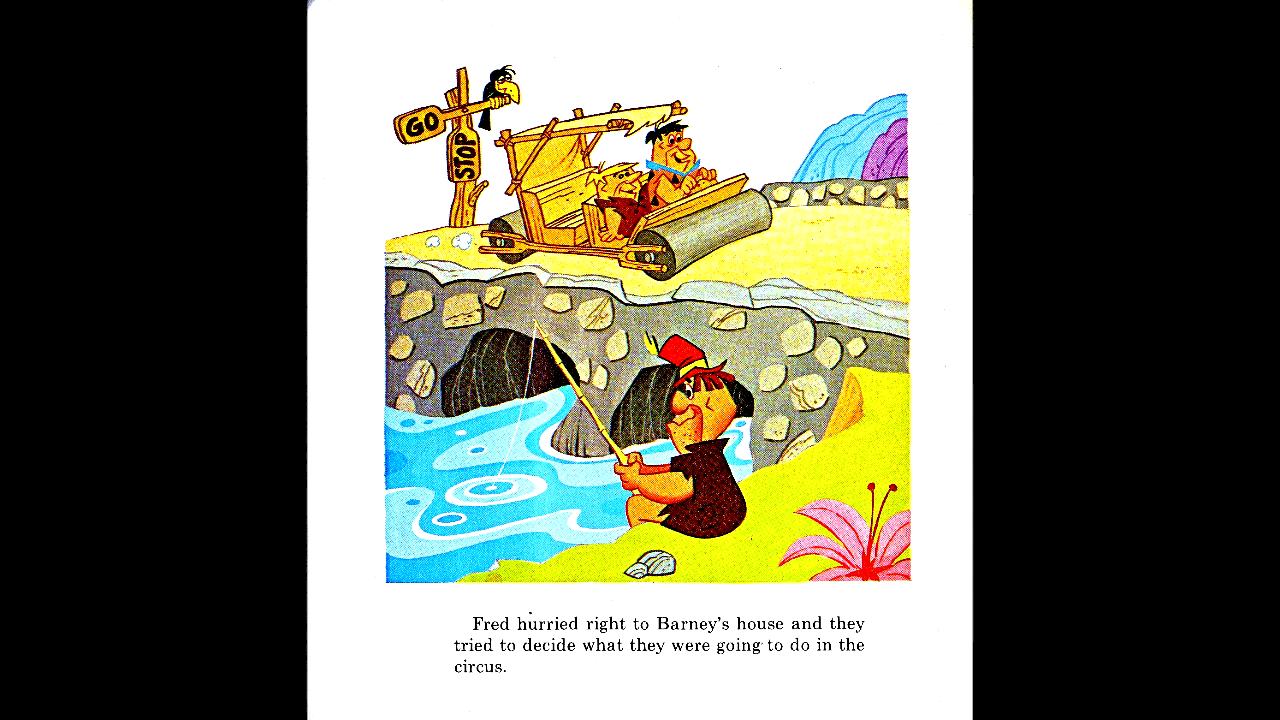 GO
STOP
Fred hurried right to Barney's house and they
tried to decide what they were going to do in the
circus.